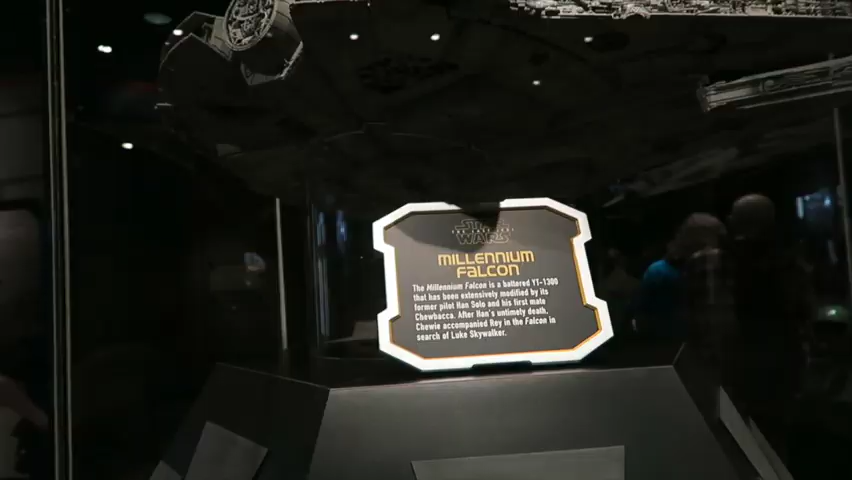 STAR
WARS
MILLENNIUM
FALCON
The Millennium Falcon is a battered YT-1300
that has been extensively modified by its
former pilot Han Solo and his first mate
Chewbacca. After Han's untimely death,
Chewie accompanied Rey in the Falcon in
search of Luke Skywalker.